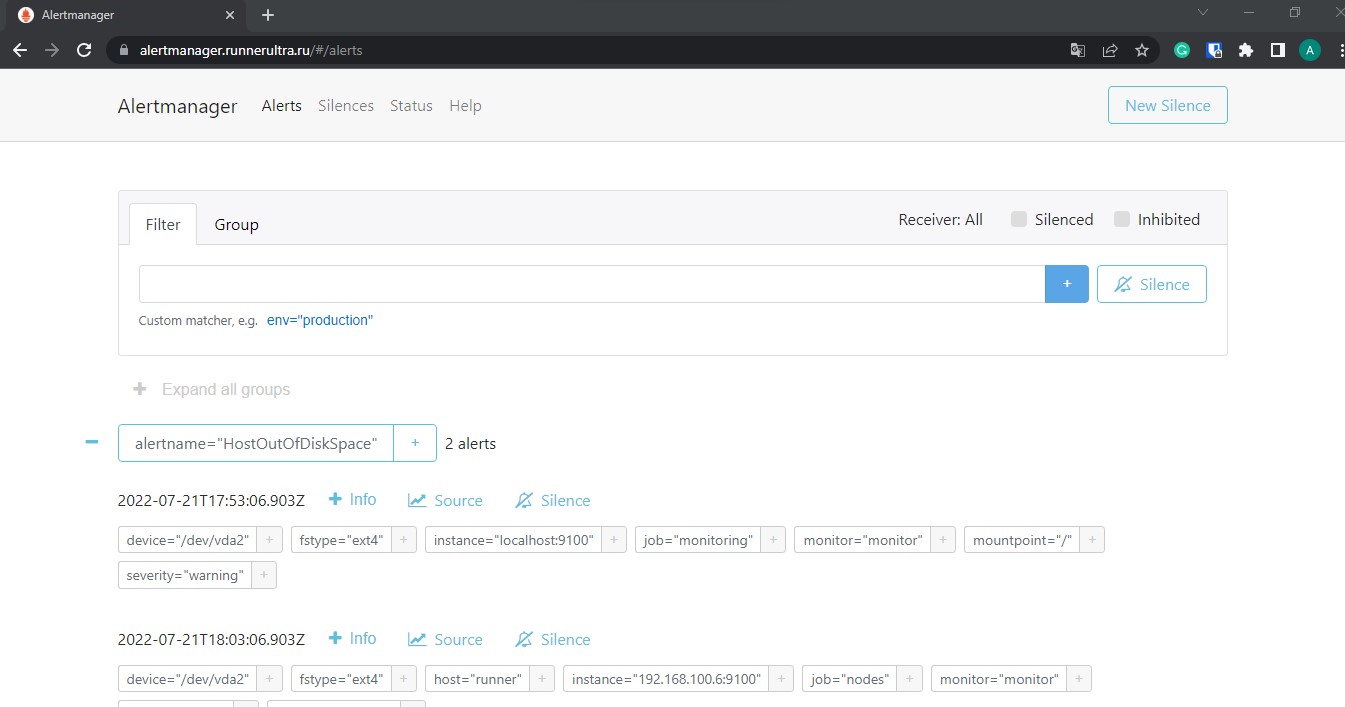 Alertmanager
alertmanager.runnerultra.ru/#/alerts
G
A
Alertmanager Alerts Silences Status Help New Silence
Filter Group Receiver: All Silenced Inhibited
+ Silence
Custom matcher, e.g. env="production"
+ Expand all groups
alertname="HostOutOfDiskSpace" + 2 alerts
2022-07-21T17:53:06.903Z + Info Source Silence
device="/dev/vda2" + fstype="ext4" + instance="localhost:9100" + job="monitoring" + monitor="monitor" + mountpoint="/" +
severity="warning" +
2022-07-21T18:03:06.903Z + Info Source Silence
device="/dev/vda2" + fstype="ext4" + host="runner" + instance="192.168.100.6:9100" + job="nodes" + monitor="monitor" +